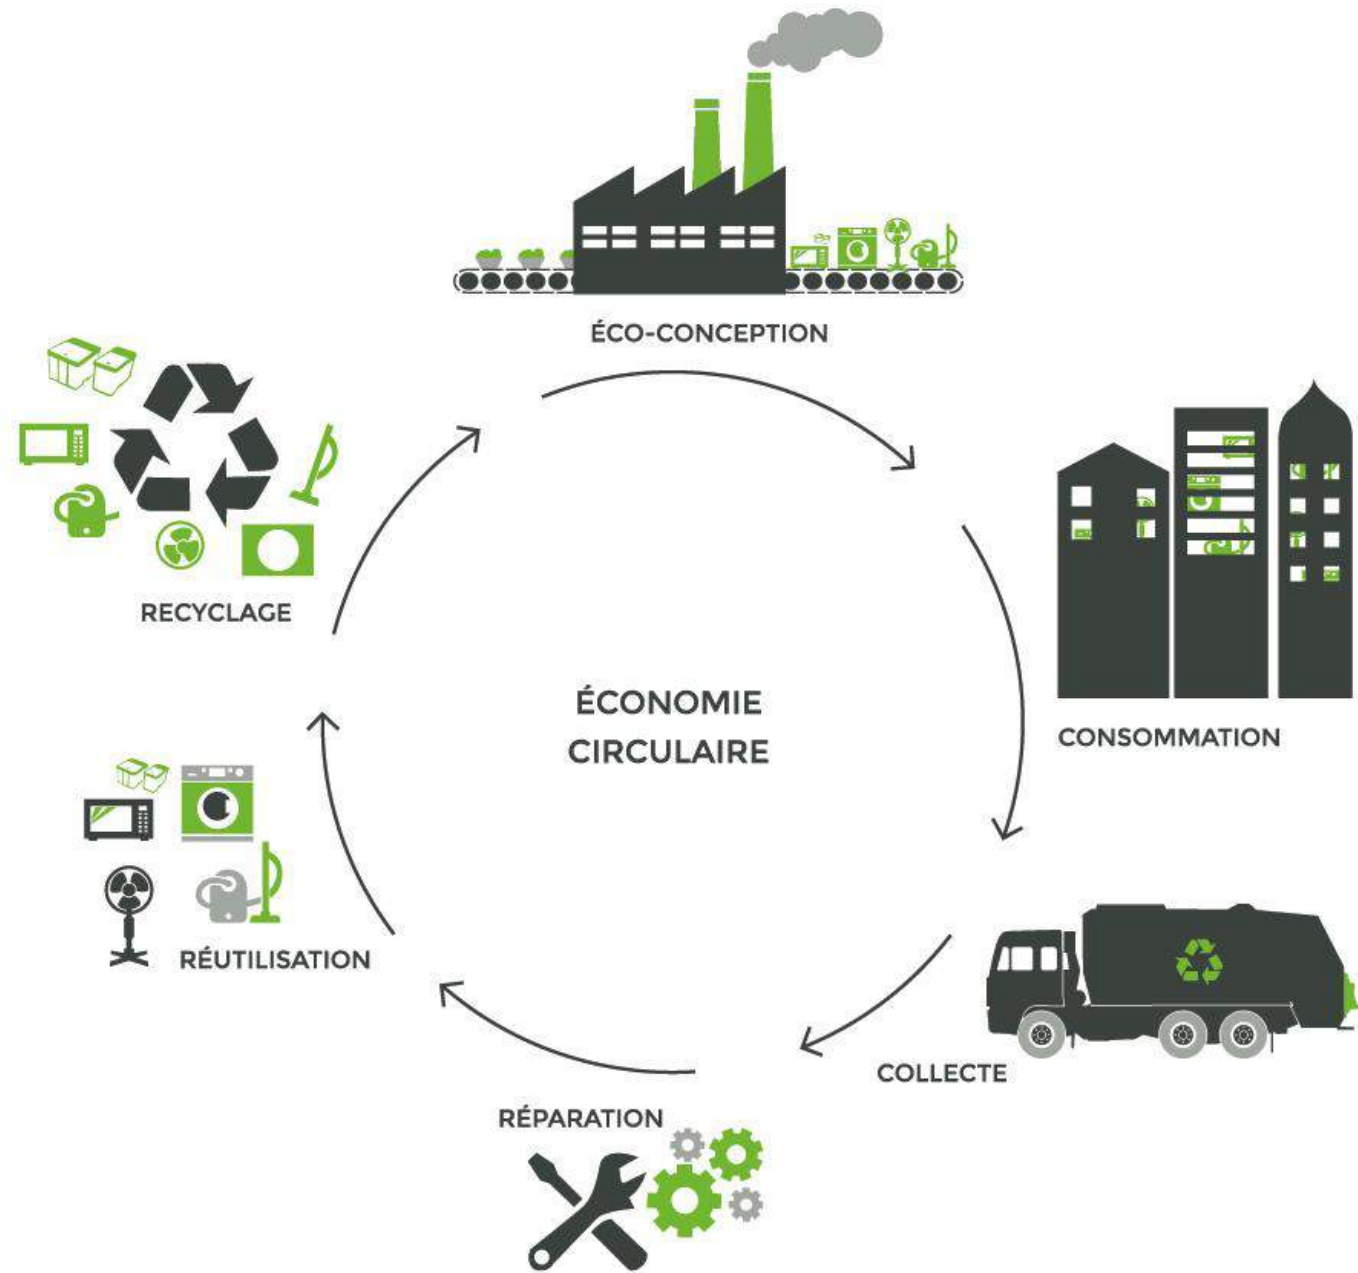 ÉCO-CONCEPTION
CONSOMMATION
COLLECTE
RÉPARATION
RÉUTILISATION
RECYCLAGE
ÉCONOMIE
CIRCULAIRE